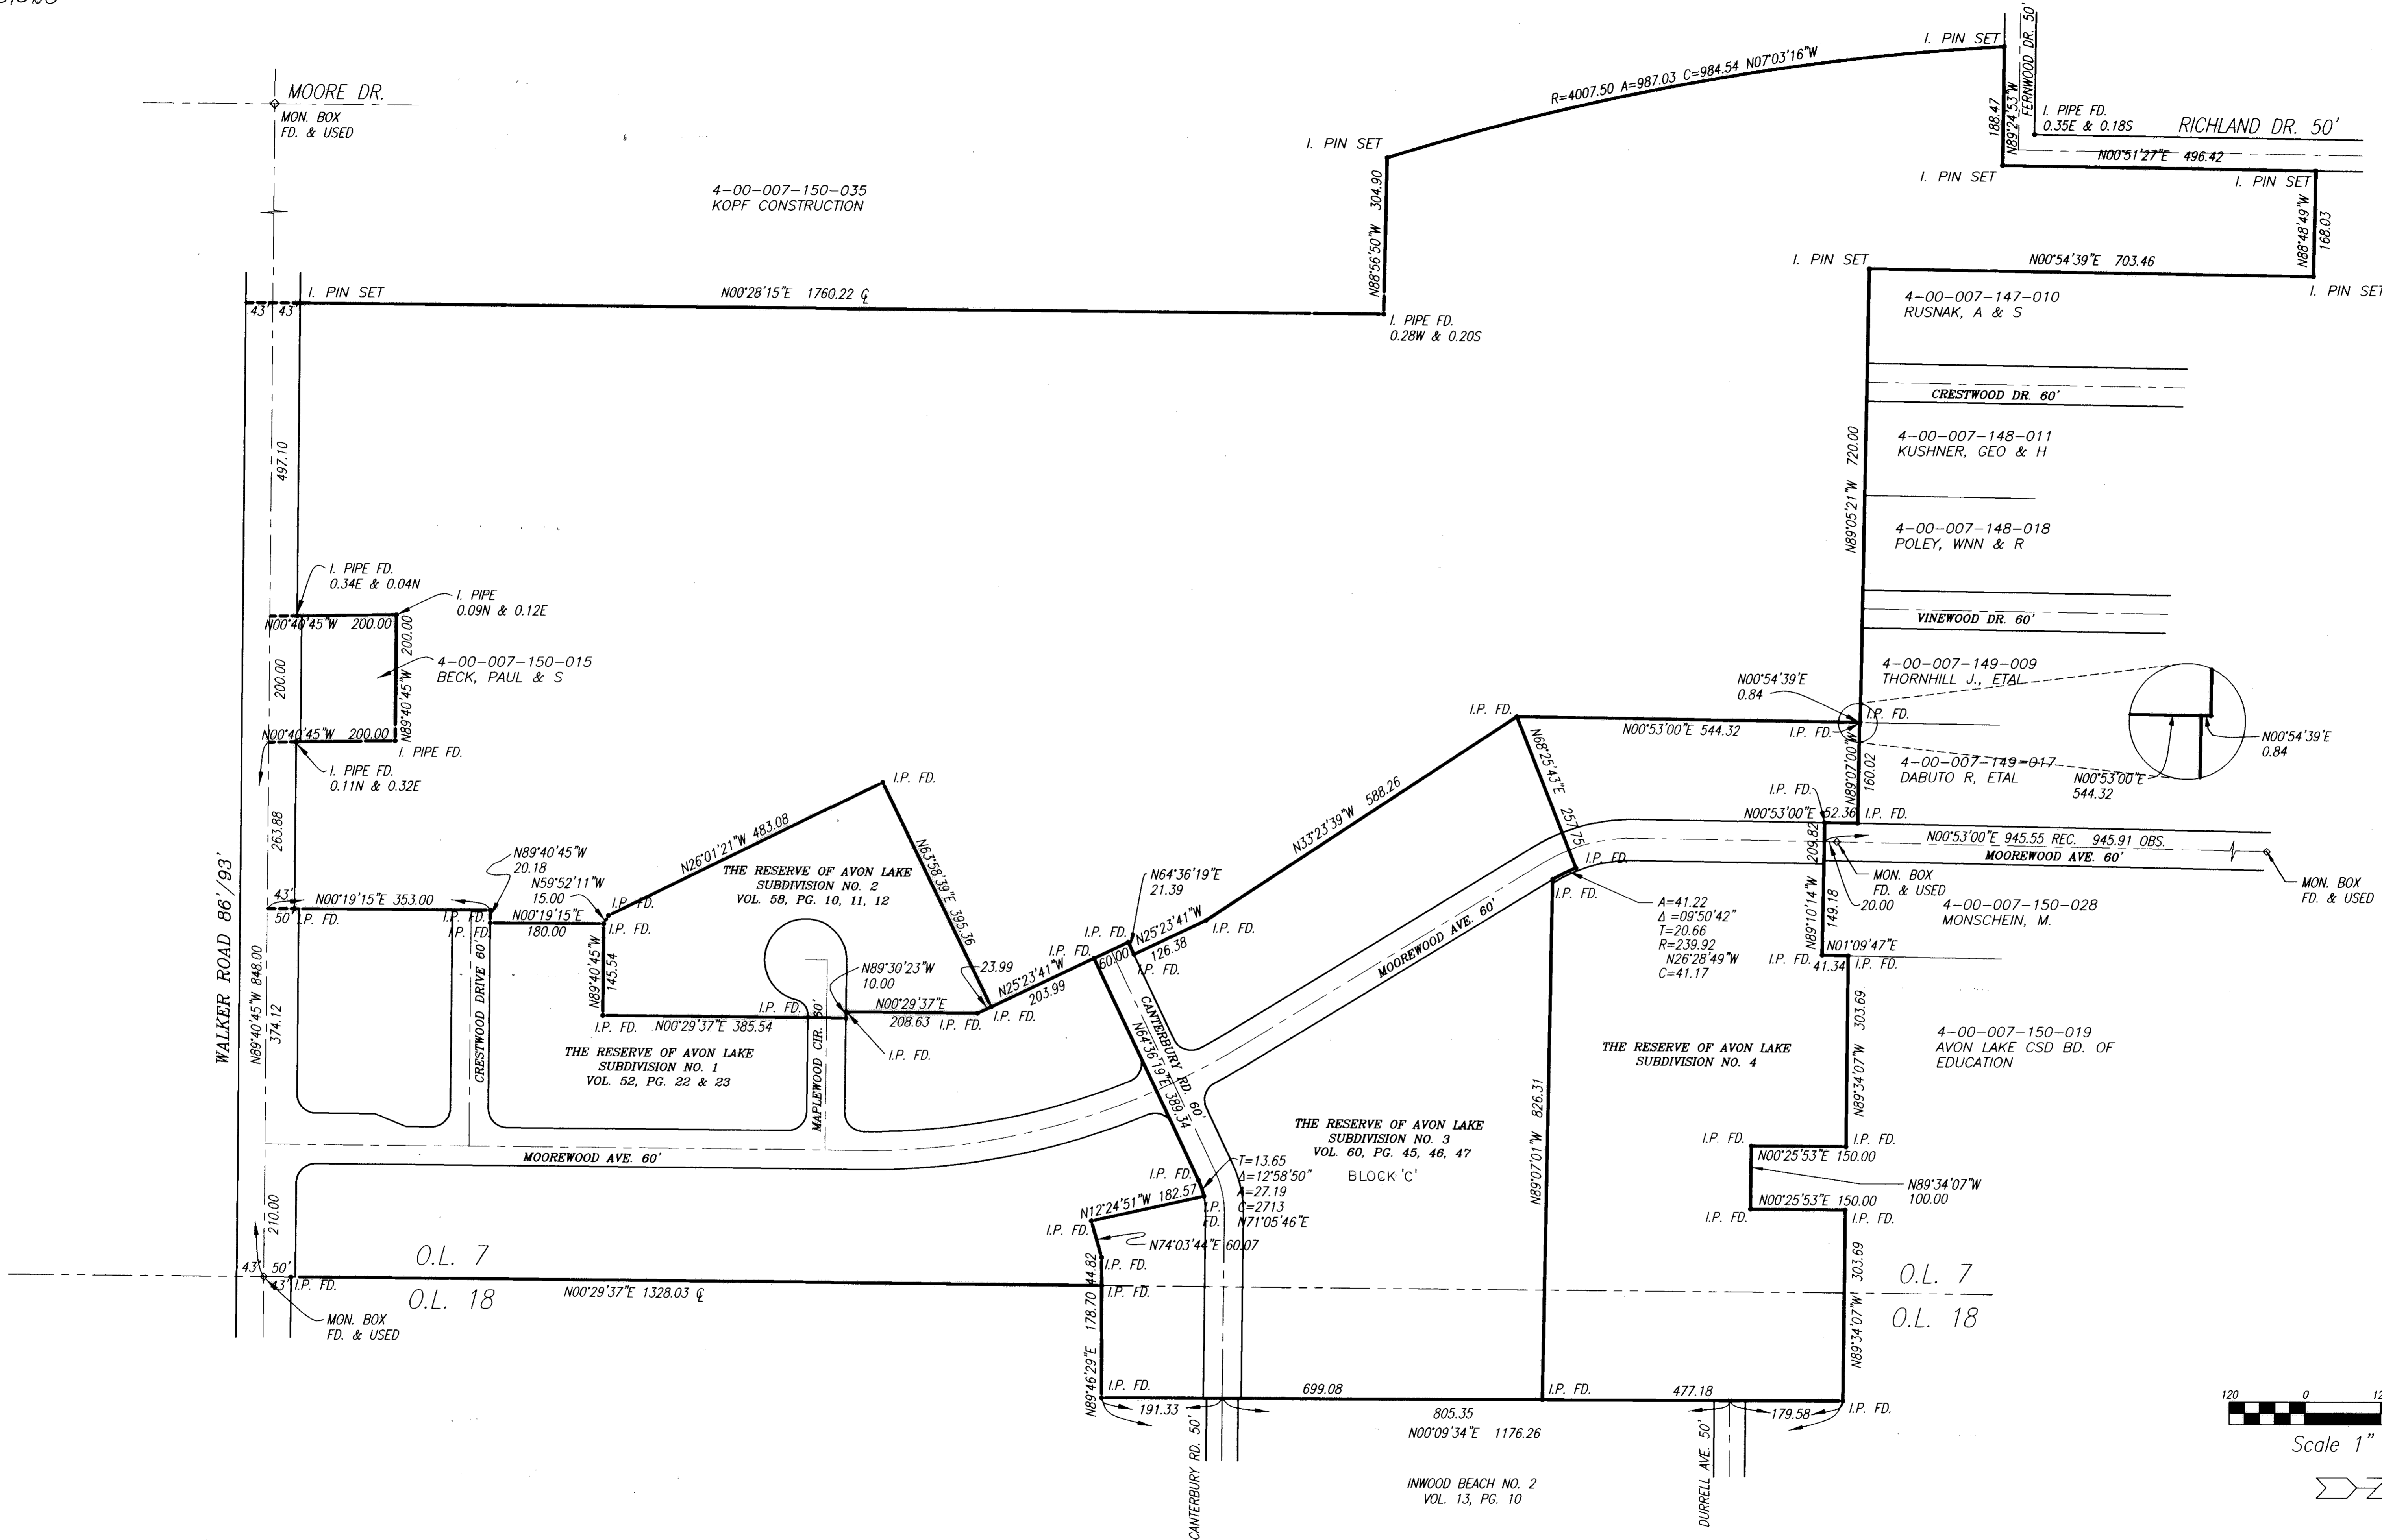 MOORE DR.
MON. BOX
FD. & USED
4-00-007-150-035
KOPF CONSTRUCTION
I. PIN SET
R=4007.50 A=987.03 C=984.54 N07°03'16"W
I. PIN SET
188.47
N89°24'53"W
FERNWOOD DR. 50'
I. PIPE FD.
0.35E & 0.18S
RICHLAND DR. 50'
N00°51'27"E 496.42
I. PIN SET
I. PIN SET
N88°48'49"W
168.03
N88°56'50"W 304.90
I. PIN SET
N00°54'39"E 703.46
I. PIN SET
43' 43'
I. PIN SET
N00°28'15"E 1760.22 ℄
I. PIPE FD.
0.28W & 0.20S
4-00-007-147-010
RUSNAK, A & S
CRESTWOOD DR. 60'
4-00-007-148-011
KUSHNER, GEO & H
N89°05'21"W 720.00
4-00-007-148-018
POLEY, WNN & R
VINEWOOD DR. 60'
4-00-007-149-009
THORNHILL J., ETAL
497.10
I. PIPE FD.
0.34E & 0.04N
I. PIPE
0.09N & 0.12E
N00°40'45"W 200.00
200.00
N89°40'45"W 200.00
4-00-007-150-015
BECK, PAUL & S
N00°40'45"W 200.00
I. PIPE FD.
I. PIPE FD.
0.11N & 0.32E
N00°54'39"E
0.84
I.P. FD.
I.P. FD.
N00°53'00"E 544.32
I.P. FD.
N00°54'39"E
0.84
4-00-007-149-017
DABUTO R, ETAL
N00°53'00"E
544.32
N89°07'00"W
160.02
I.P. FD.
N00°53'00"E 52.36
I.P. FD.
N00°53'00"E 945.55 REC. 945.91 OBS.
MOOREWOOD AVE. 60'
MON. BOX
FD. & USED
20.00
MON. BOX
FD. & USED
4-00-007-150-028
MONSCHEIN, M.
209.82
N89°10'14"W 149.18
N01°09'47"E
I.P. FD.
41.34
I.P. FD.
263.88
WALKER ROAD 86'/93'
N89°40'45"W 848.00
374.12
43'
50'
N00°19'15"E 353.00
I.P. FD.
N89°40'45"W
20.18
N59°52'11"W
15.00
I.P. FD.
I.P. FD.
I.P. FD.
N00°19'15"E
180.00
I.P. FD.
N26°01'21"W 483.08
I.P. FD.
THE RESERVE OF AVON LAKE
SUBDIVISION NO. 2
VOL. 58, PG. 10, 11, 12
N63°58'39"E 395.36
N89°40'45"W
145.54
I.P. FD.
N00°29'37"E 385.54
I.P. FD.
N89°30'23"W
10.00
N00°29'37"E
208.63
23.99
I.P. FD.
I.P. FD.
CRESTWOOD DRIVE 60'
THE RESERVE OF AVON LAKE
SUBDIVISION NO. 1
VOL. 52, PG. 22 & 23
MAPLEWOOD CIR. 60'
MOOREWOOD AVE. 60'
N25°23'41"W
203.99
I.P. FD.
60.00
N64°36'19"E
21.39
N25°23'41"W
126.38
I.P. FD.
N33°23'39"W 588.26
N68°25'43"E 257.75
I.P. FD.
CANTERBURY RD. 60'
N64°36'19"E 389.34
MOOREWOOD AVE. 60'
A=41.22
Δ =09°50'42"
T=20.66
R=239.92
N26°28'49"W
C=41.17
THE RESERVE OF AVON LAKE
SUBDIVISION NO. 4
4-00-007-150-019
AVON LAKE CSD BD. OF
EDUCATION
N89°34'07"W 303.69
THE RESERVE OF AVON LAKE
SUBDIVISION NO. 3
VOL. 60, PG. 45, 46, 47
BLOCK 'C'
N89°07'01"W 826.31
I.P. FD.
I.P. FD.
N00°25'53"E 150.00
N89°34'07"W
100.00
N00°25'53"E 150.00
I.P. FD.
I.P. FD.
I.P. FD.
T=13.65
Δ=12°58'50"
A=27.19
C=2713
N71°05'46"E
I.P.
FD.
N12°24'51"W 182.57
I.P. FD.
N74°03'44"E 60.07
44.82
I.P. FD.
I.P. FD.
210.00
43'
50'
43'
I.P. FD.
O.L. 7
O.L. 18
N00°29'37"E 1328.03 ℄
MON. BOX
FD. & USED
N89°46'29"E 178.70
I.P. FD.
191.33
699.08
I.P. FD.
477.18
805.35
N00°09'34"E 1176.26
179.58
I.P. FD.
N89°34'07"W 303.69
O.L. 7
O.L. 18
CANTERBURY RD. 50'
DURRELL AVE. 50'
INWOOD BEACH NO. 2
VOL. 13, PG. 10
120 0
Scale 1"